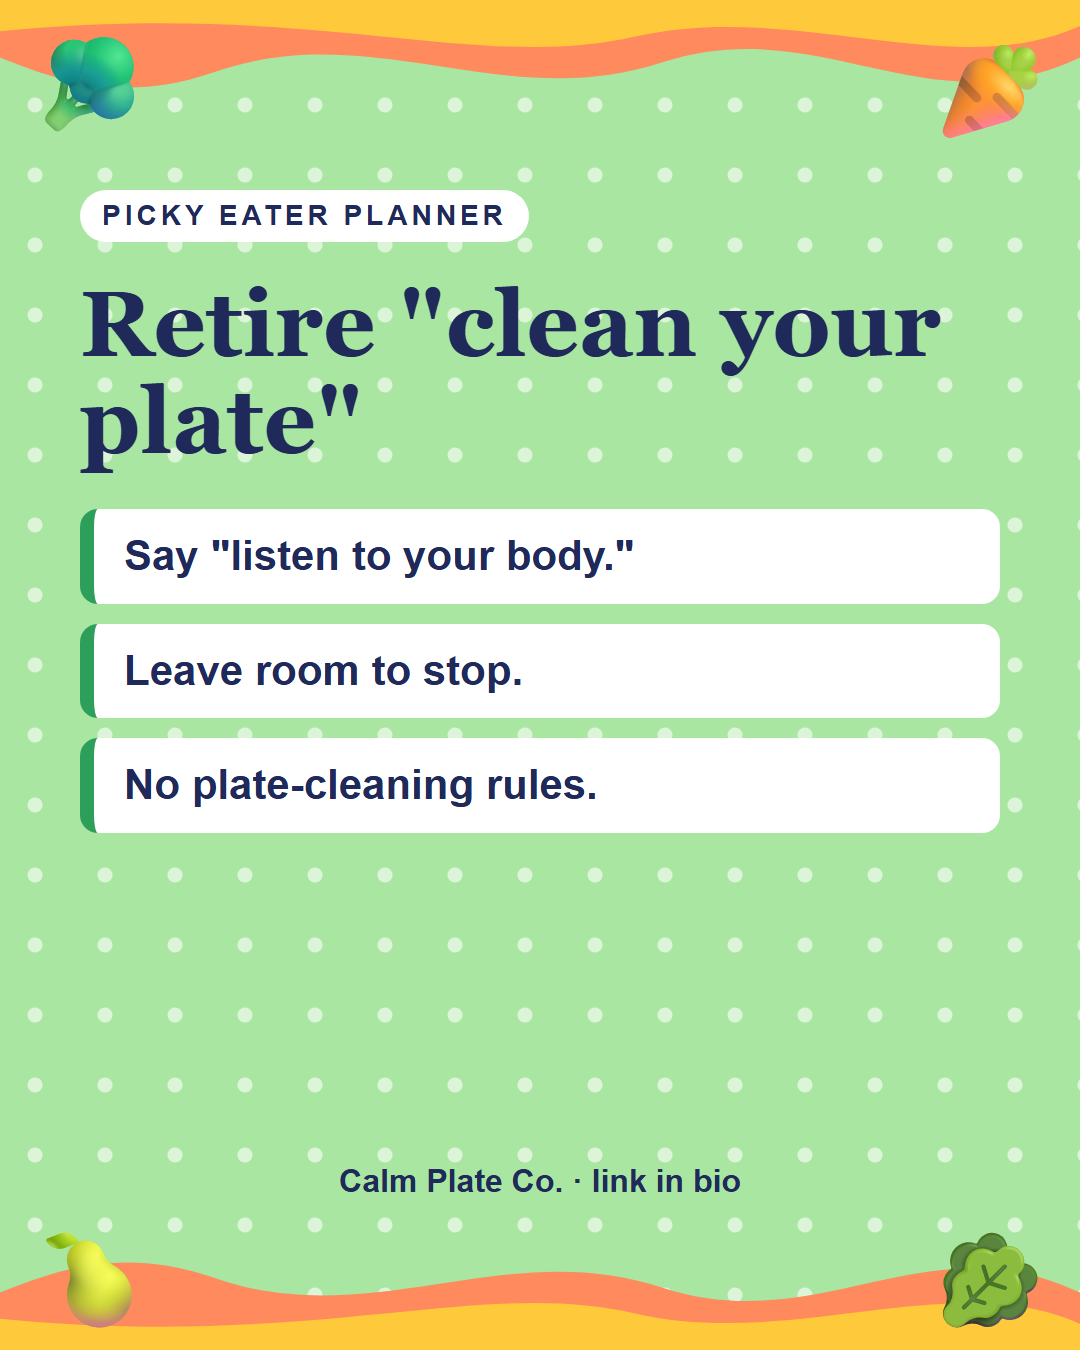 PICKY EATER PLANNER
Retire "clean your
plate"
Say "listen to your body."
Leave room to stop.
No plate-cleaning rules.
Calm Plate Co. · link in bio